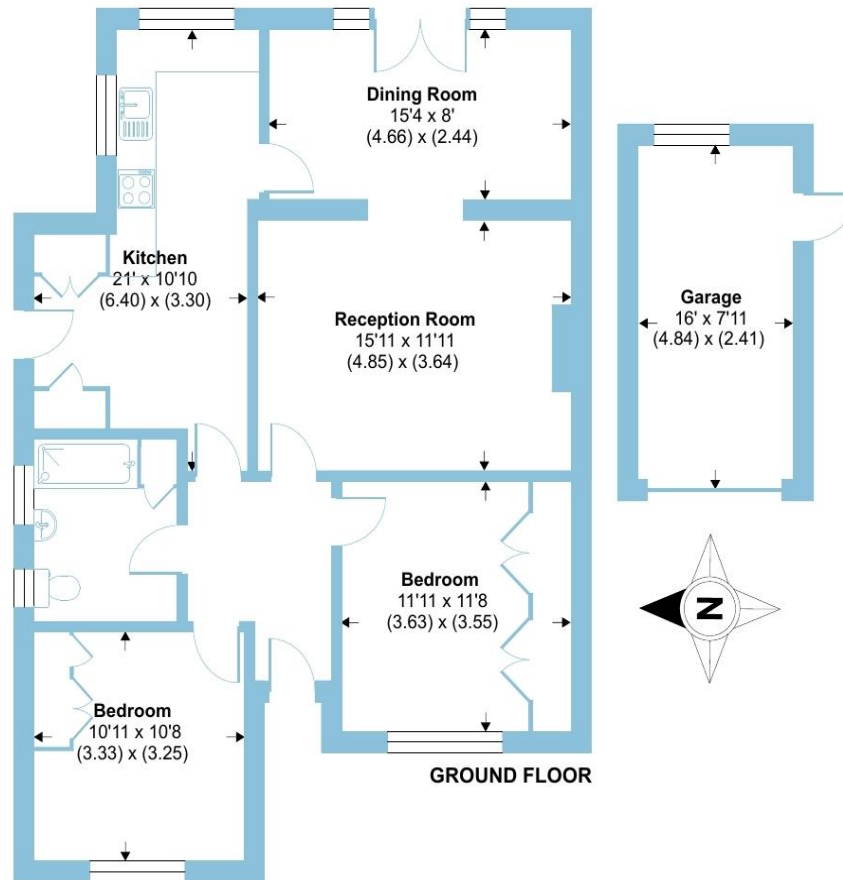 Dining Room
15'4 x 8'
(4.66) x (2.44)
Kitchen
21' x 10'10
(6.40) x (3.30)
Reception Room
15'11 x 11'11
(4.85) x (3.64)
Garage
16' x 7'11
(4.84) x (2.41)
Bedroom
11'11 x 11'8
(3.63) x (3.55)
N
Bedroom
10'11 x 10'8
(3.33) x (3.25)
GROUND FLOOR